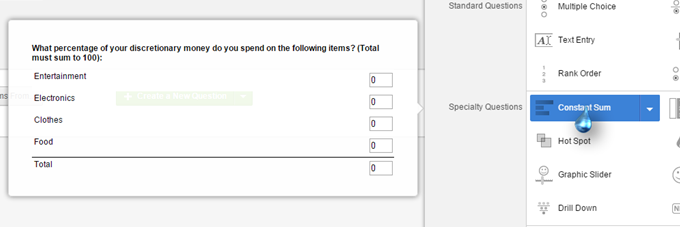 What percentage of your discretionary money do you spend on the following items? (Total
must sum to 100):
Entertainment 0
Electronics 0
Clothes 0
Food 0
Total 0
Standard Questions
Multiple Choice
Text Entry
Rank Order
Specialty Questions
Constant Sum
Hot Spot
Graphic Slider
Drill Down